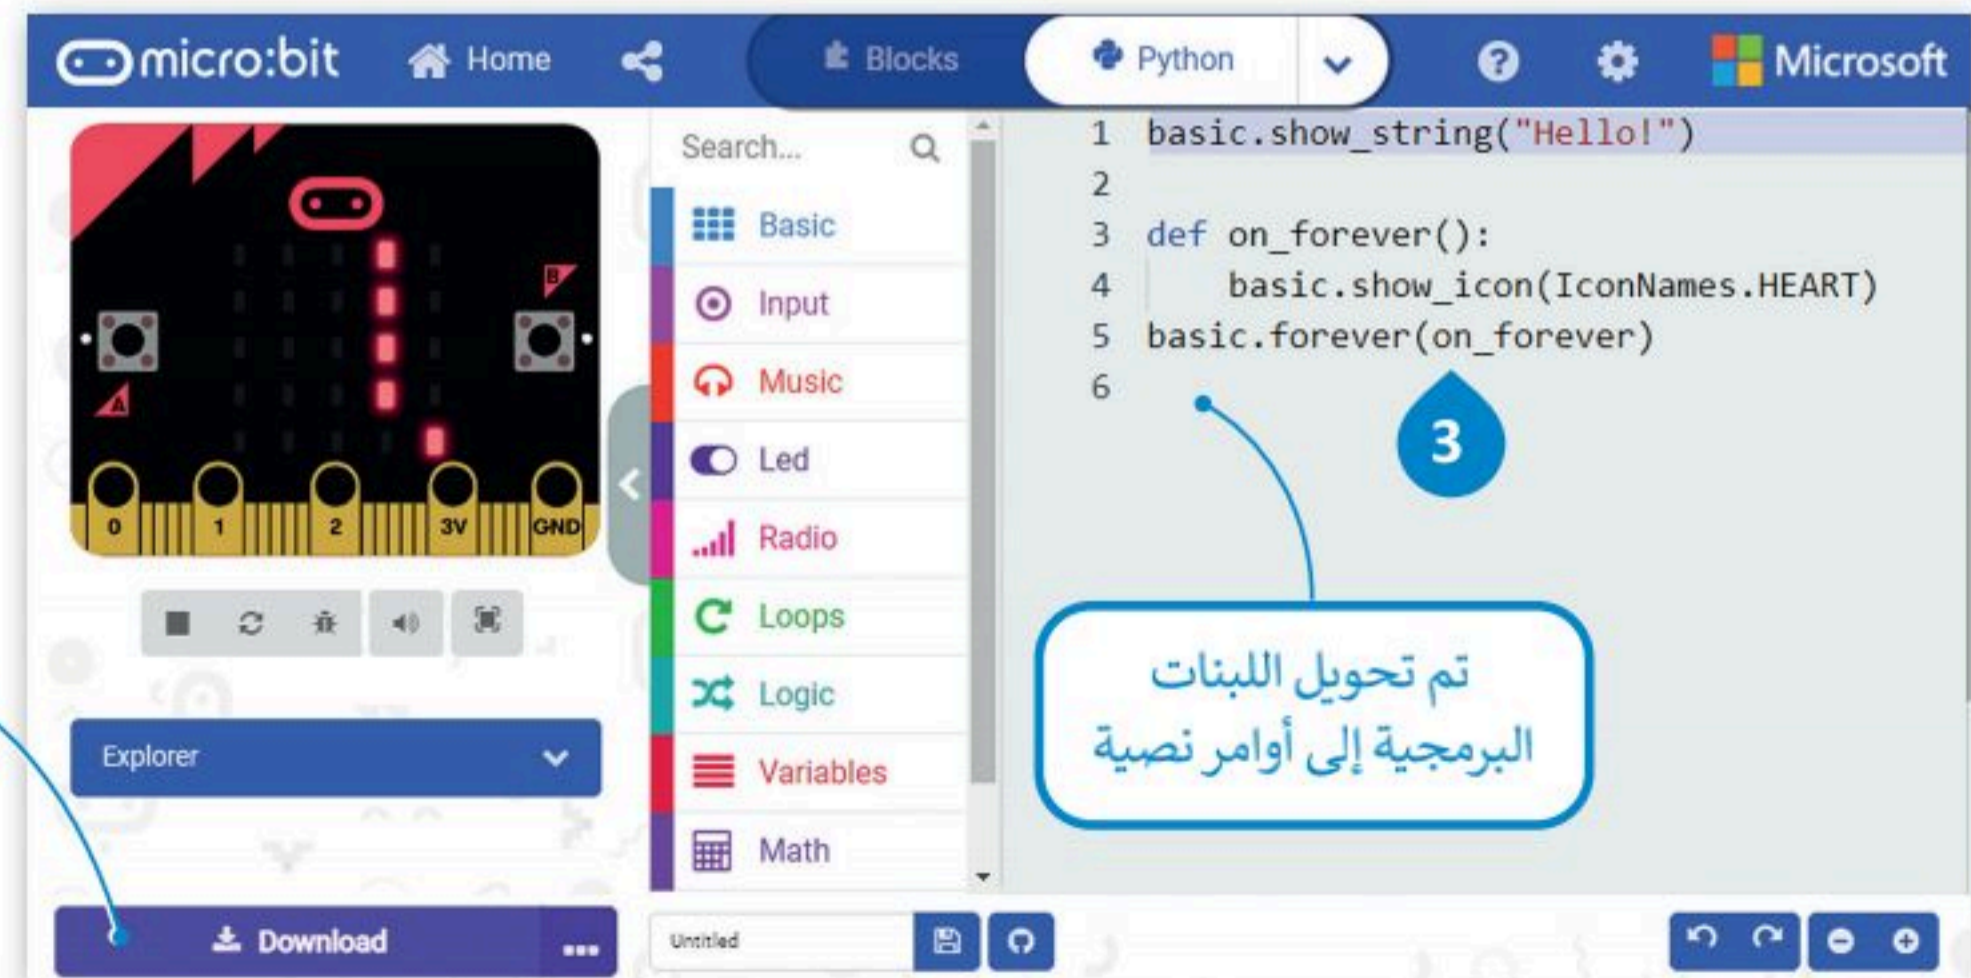 micro:bit
Home
Blocks
Python
Microsoft
B
A
0 1 2 3V GND
Explorer
Download
Search...
Basic
Input
Music
Led
Radio
Loops
Logic
Variables
Math
1 basic.show_string("Hello!")
2
3 def on_forever():
4 basic.show_icon(IconNames.HEART)
5 basic.forever(on_forever)
6
3
تم تحويل اللبنات
البرمجية إلى أوامر نصية
Untitled